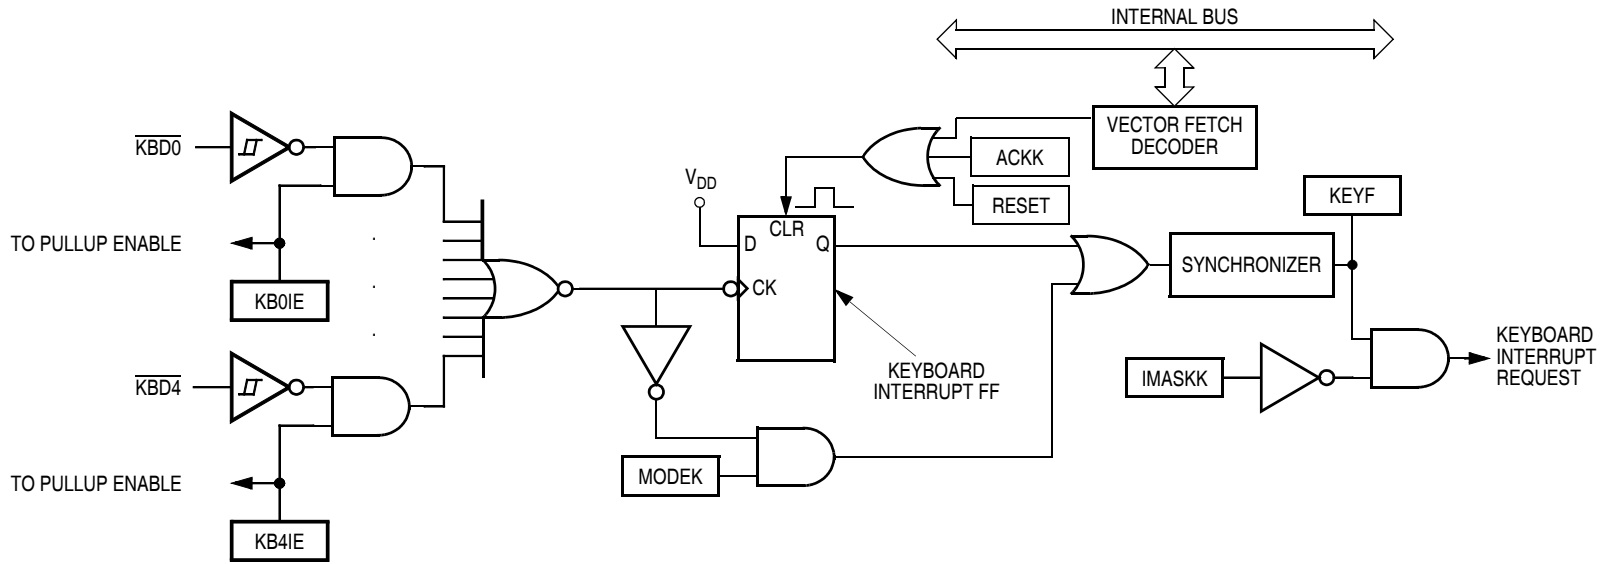 INTERNAL BUS
VECTOR FETCH
DECODER
KBD0
ACKK
VDD
KEYF
RESET
TO PULLUP ENABLE
CLR
D
Q
SYNCHRONIZER
KB0IE
CK
KEYBOARD
INTERRUPT FF
KEYBOARD
INTERRUPT
REQUEST
IMASKK
KBD4
MODEK
TO PULLUP ENABLE
KB4IE